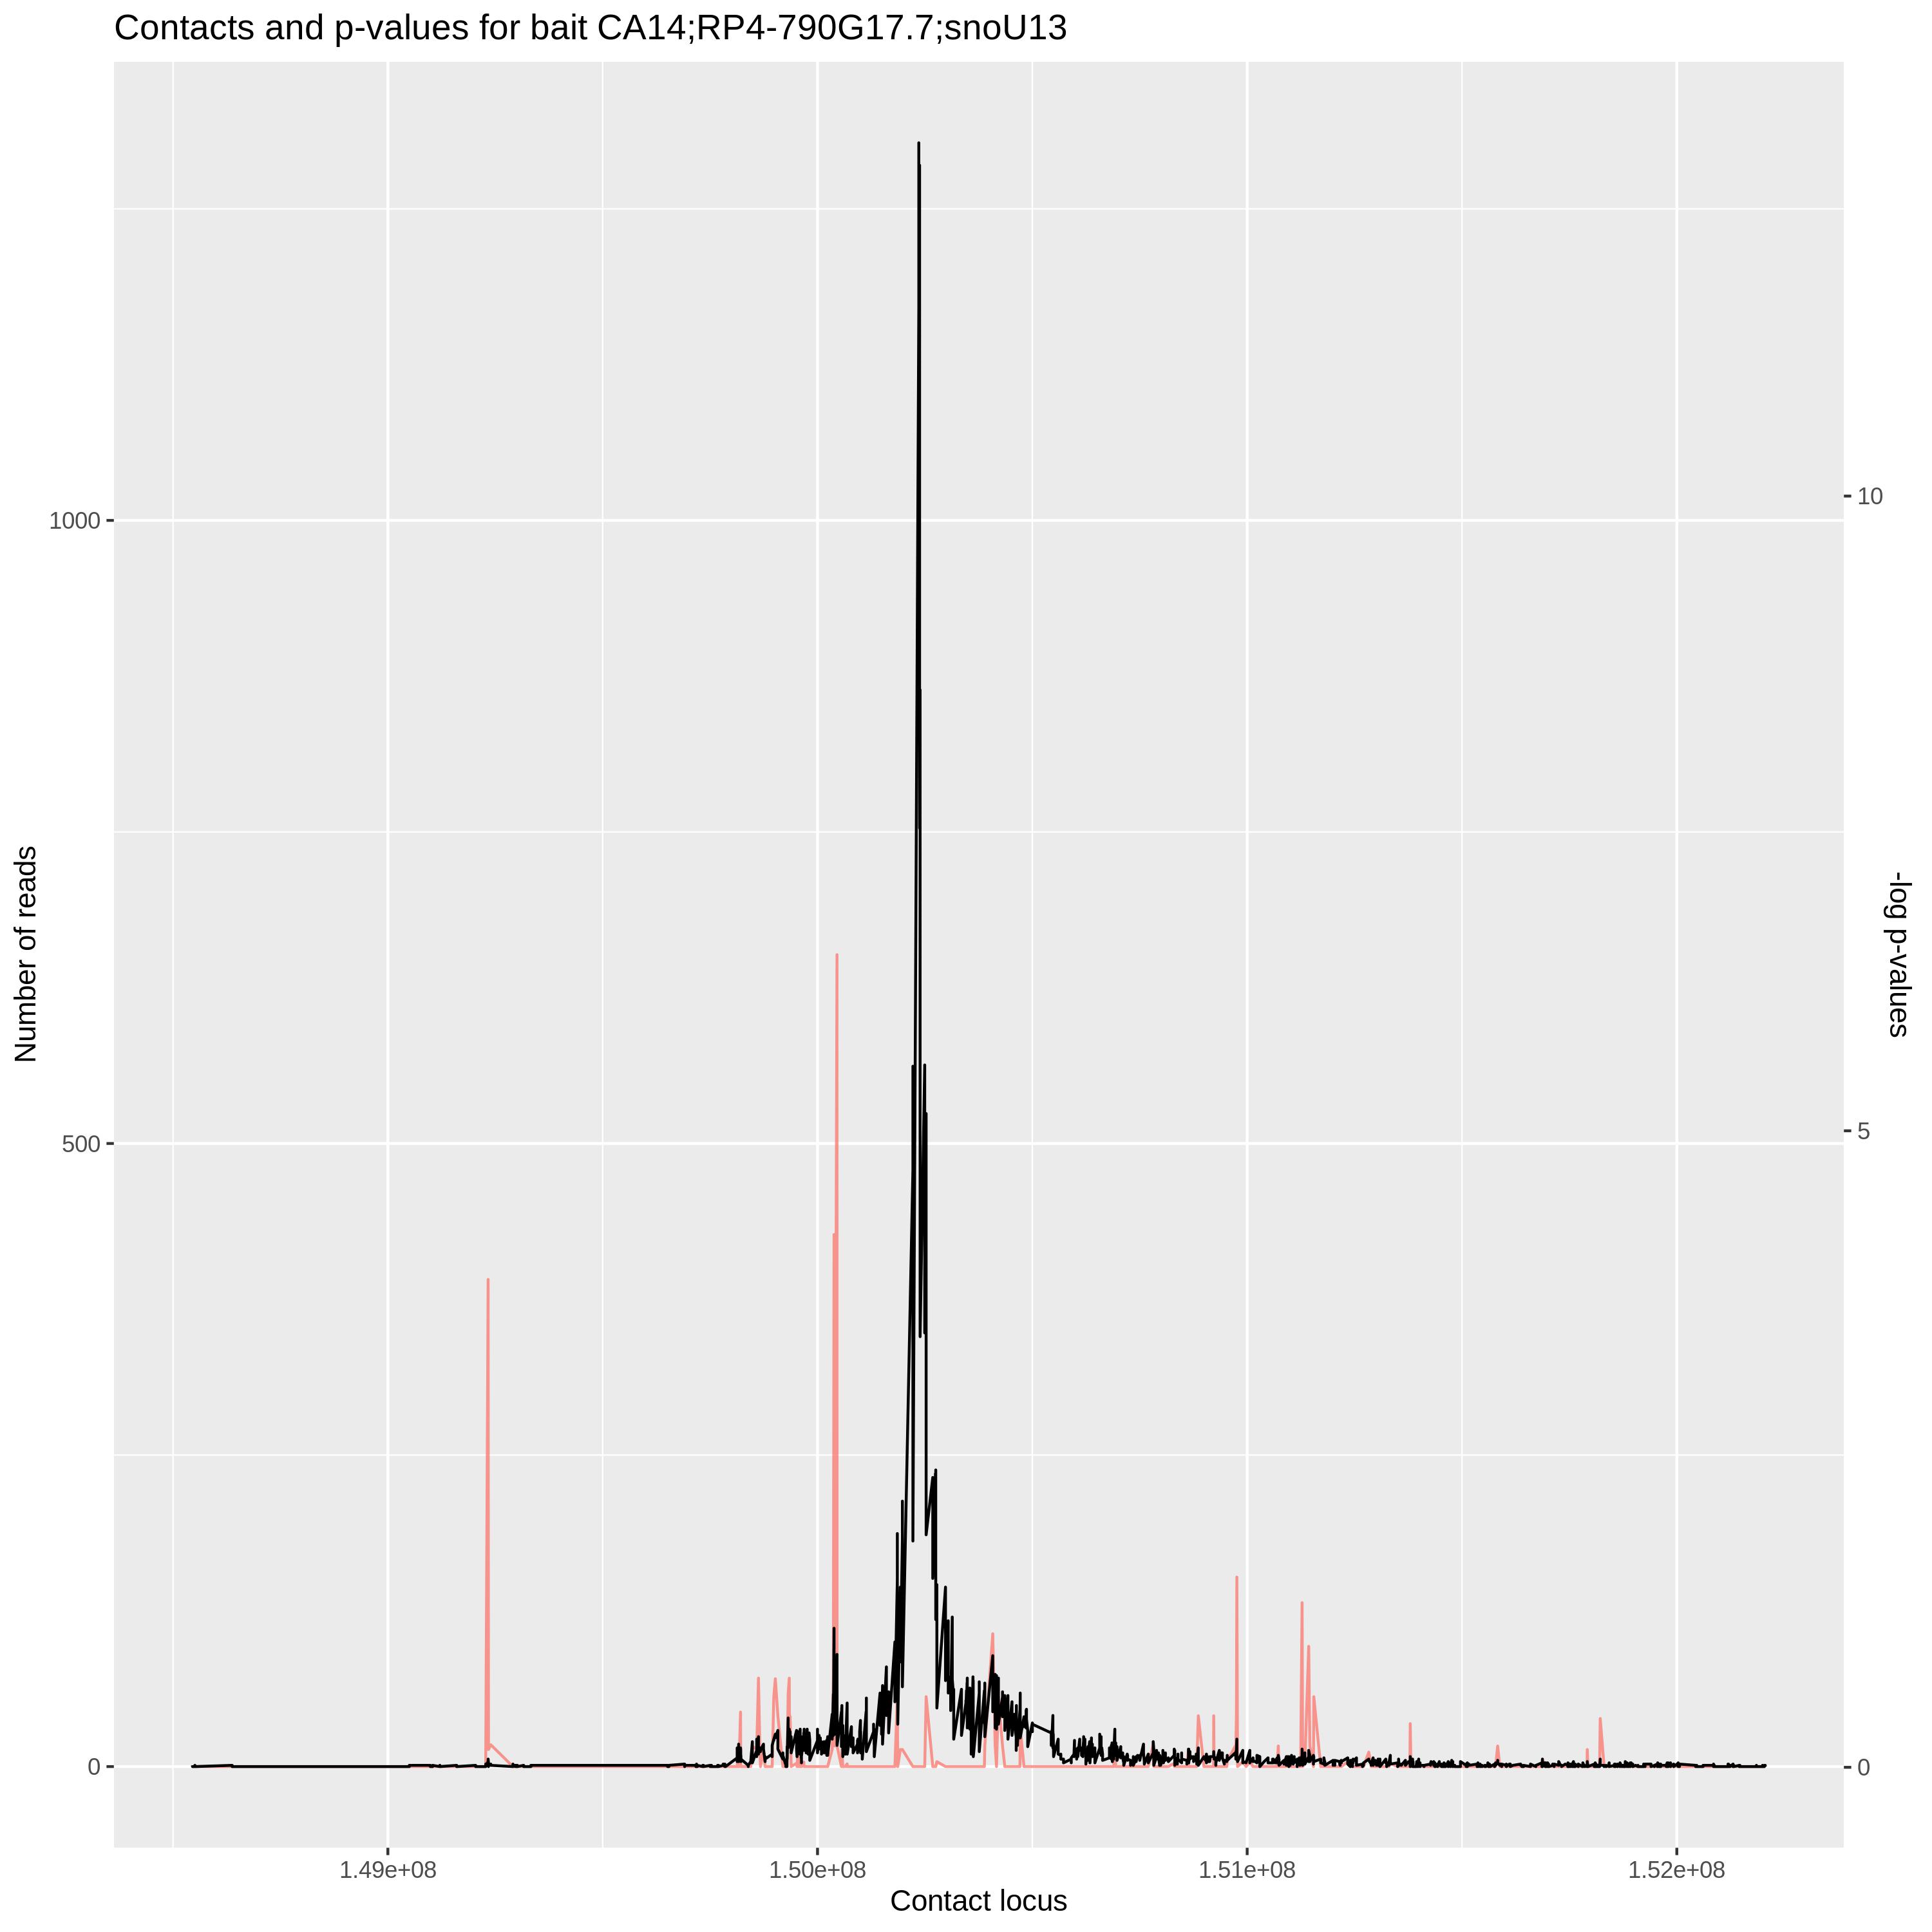 Contacts and p-values for bait CA14;RP4-790G17.7;snoU13
Number of reads
1000
500
0
10
5
0
-log p-values
1.49e+08
1.50e+08
1.51e+08
1.52e+08
Contact locus